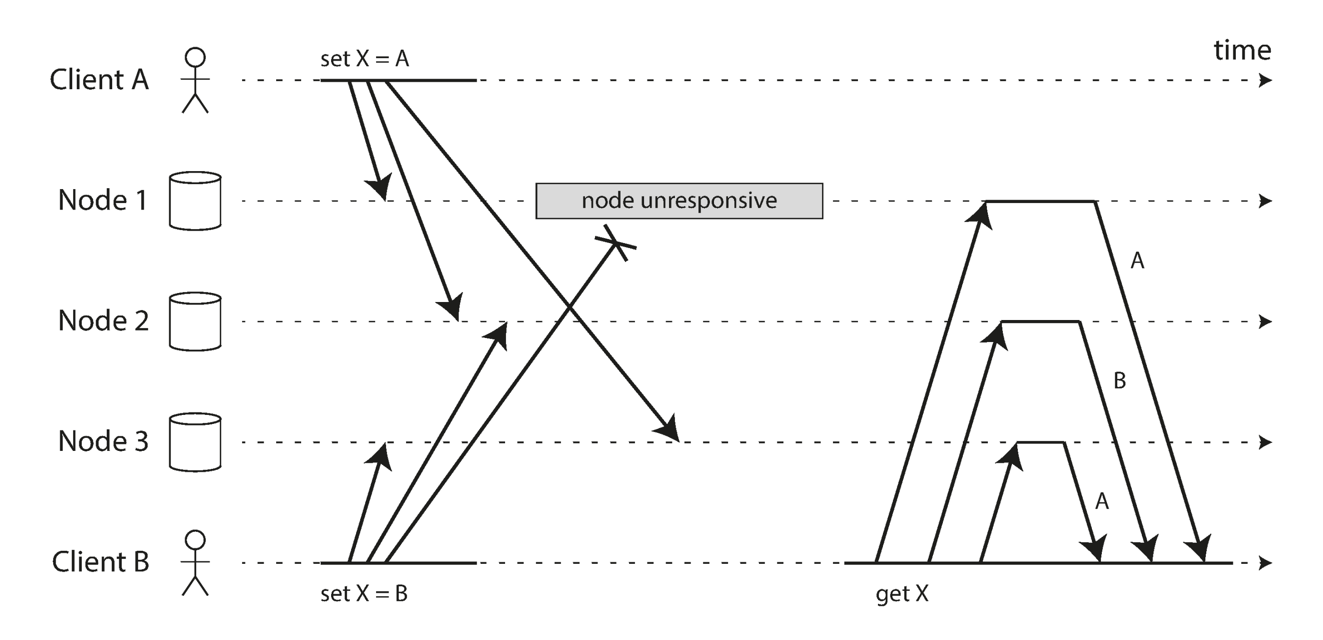 time
set X = A
Client A
Node 1
node unresponsive
A
Node 2
B
Node 3
A
Client B
set X = B
get X